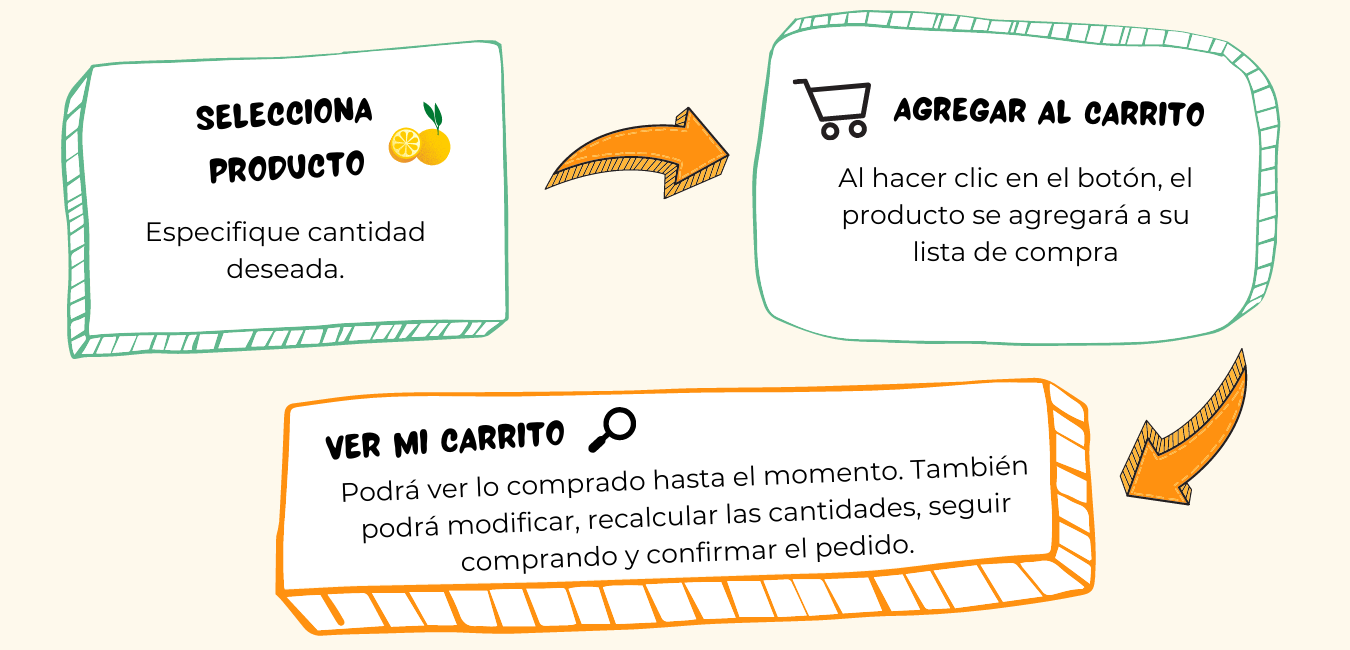 SELECCIONA
PRODUCTO
Especifique cantidad
deseada.
AGREGAR AL CARRITO
Al hacer clic en el botón, el
producto se agregará a su
lista de compra
VER MI CARRITO
Podrá ver lo comprado hasta el momento. También
podrá modificar, recalcular las cantidades, seguir
comprando y confirmar el pedido.